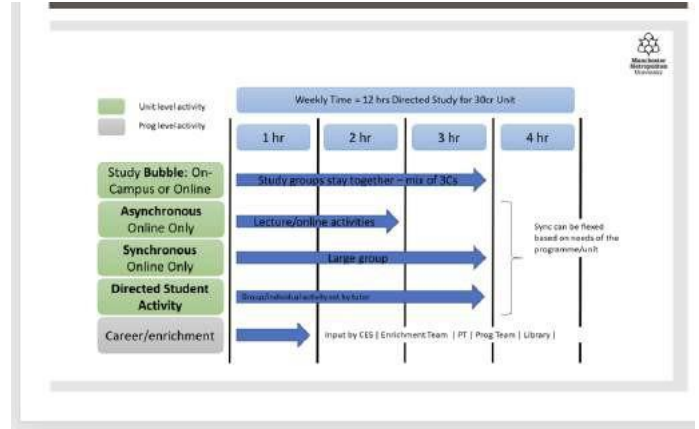 Manchester
Metropolitan
University
Weekly Time = 12 hrs Directed Study for 30cr Unit
Unit level activity
Prog level activity
1 hr
2 hr
3 hr
4 hr
Study Bubble: On-
Campus or Online
Study groups stay together – mix of 3Cs
Asynchronous
Online Only
Lecture/online activities
Synchronous
Online Only
Large group
Sync can be flexed
based on needs of the
programme/unit
Directed Student
Activity
Group/individual activity set by tutor
Career/enrichment
Input by CES | Enrichment Team | PT | Prog Team | Library |